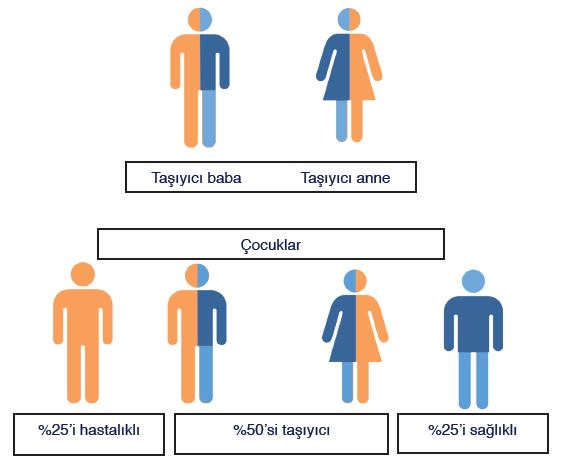 Taşıyıcı baba Taşıyıcı anne
Çocuklar
%25'i hastalıklı %50'si taşıyıcı %25'i sağlıklı